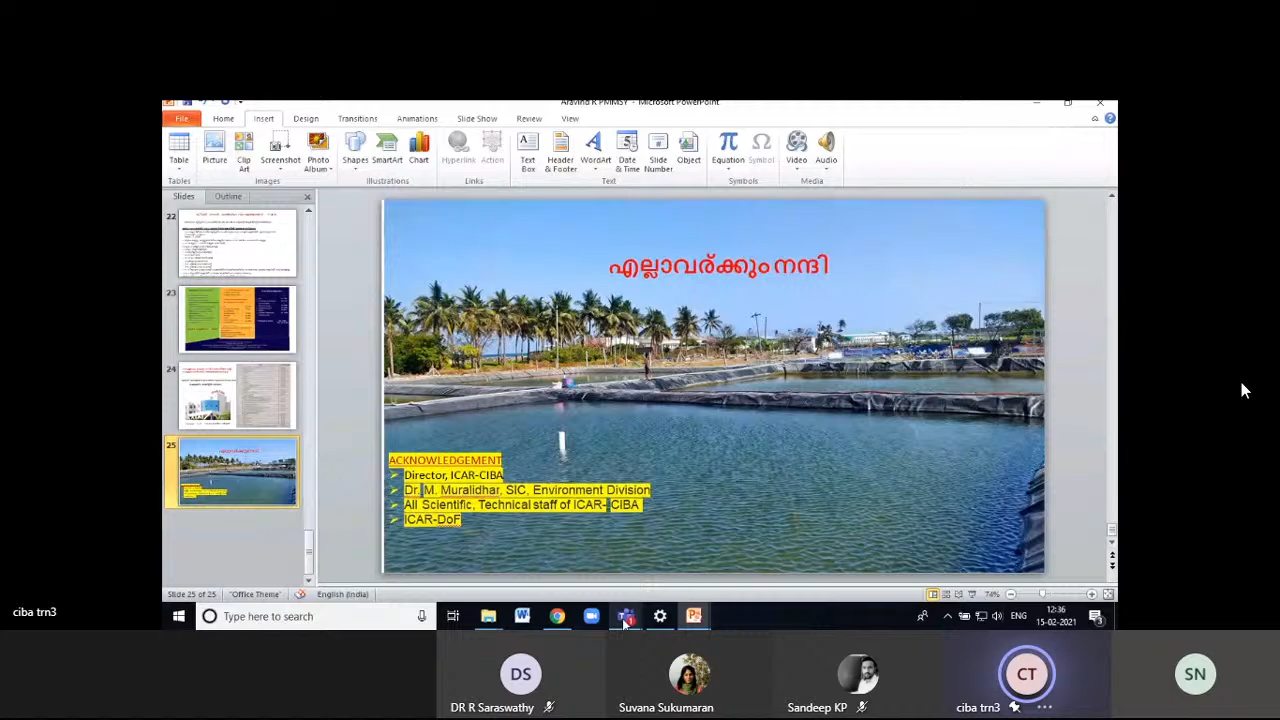 Aravind K PMMSY - Microsoft PowerPoint
File Home Insert Design Transitions Animations Slide Show Review View
Table Picture Clip Art Screenshot Photo Album Shapes SmartArt Chart Hyperlink Action Text Box Header & Footer WordArt Date & Time Slide Number Object Equation Symbol Video Audio
Tables Images Illustrations Links Text Symbols Media
Slides Outline
22
23
24
25
എല്ലാവര്ക്കും നന്ദി
ACKNOWLEDGEMENT
Director, ICAR-CIBA
Dr. M. Muralidhar, SIC, Environment Division
All Scientific, Technical staff of ICAR- CIBA
ICAR-DoF
Slide 25 of 25 "Office Theme" English (India) 74%
ciba trn3
Type here to search
ENG 12:36
15-02-2021
3
DS CT SN
DR R Saraswathy Suvana Sukumaran Sandeep KP ciba trn3